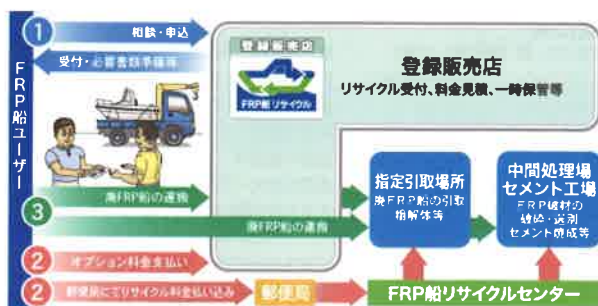 FRP船ユーザー
1
相談・申込
受付・必要書類準備等
登録販売店
FRP船リサイクル
登録販売店
リサイクル受付、料金見積、一時保管等
3
廃FRP船の運搬
廃FRP船の運搬
指定引取場所
廃FRP船の引取
粗解体等
中間処理場
セメント工場
FRP破材の
破砕・選別
セメント焼成等
2
オプション料金支払い
2
郵便局にてリサイクル料金払い込み
郵便局
FRP船リサイクルセンター